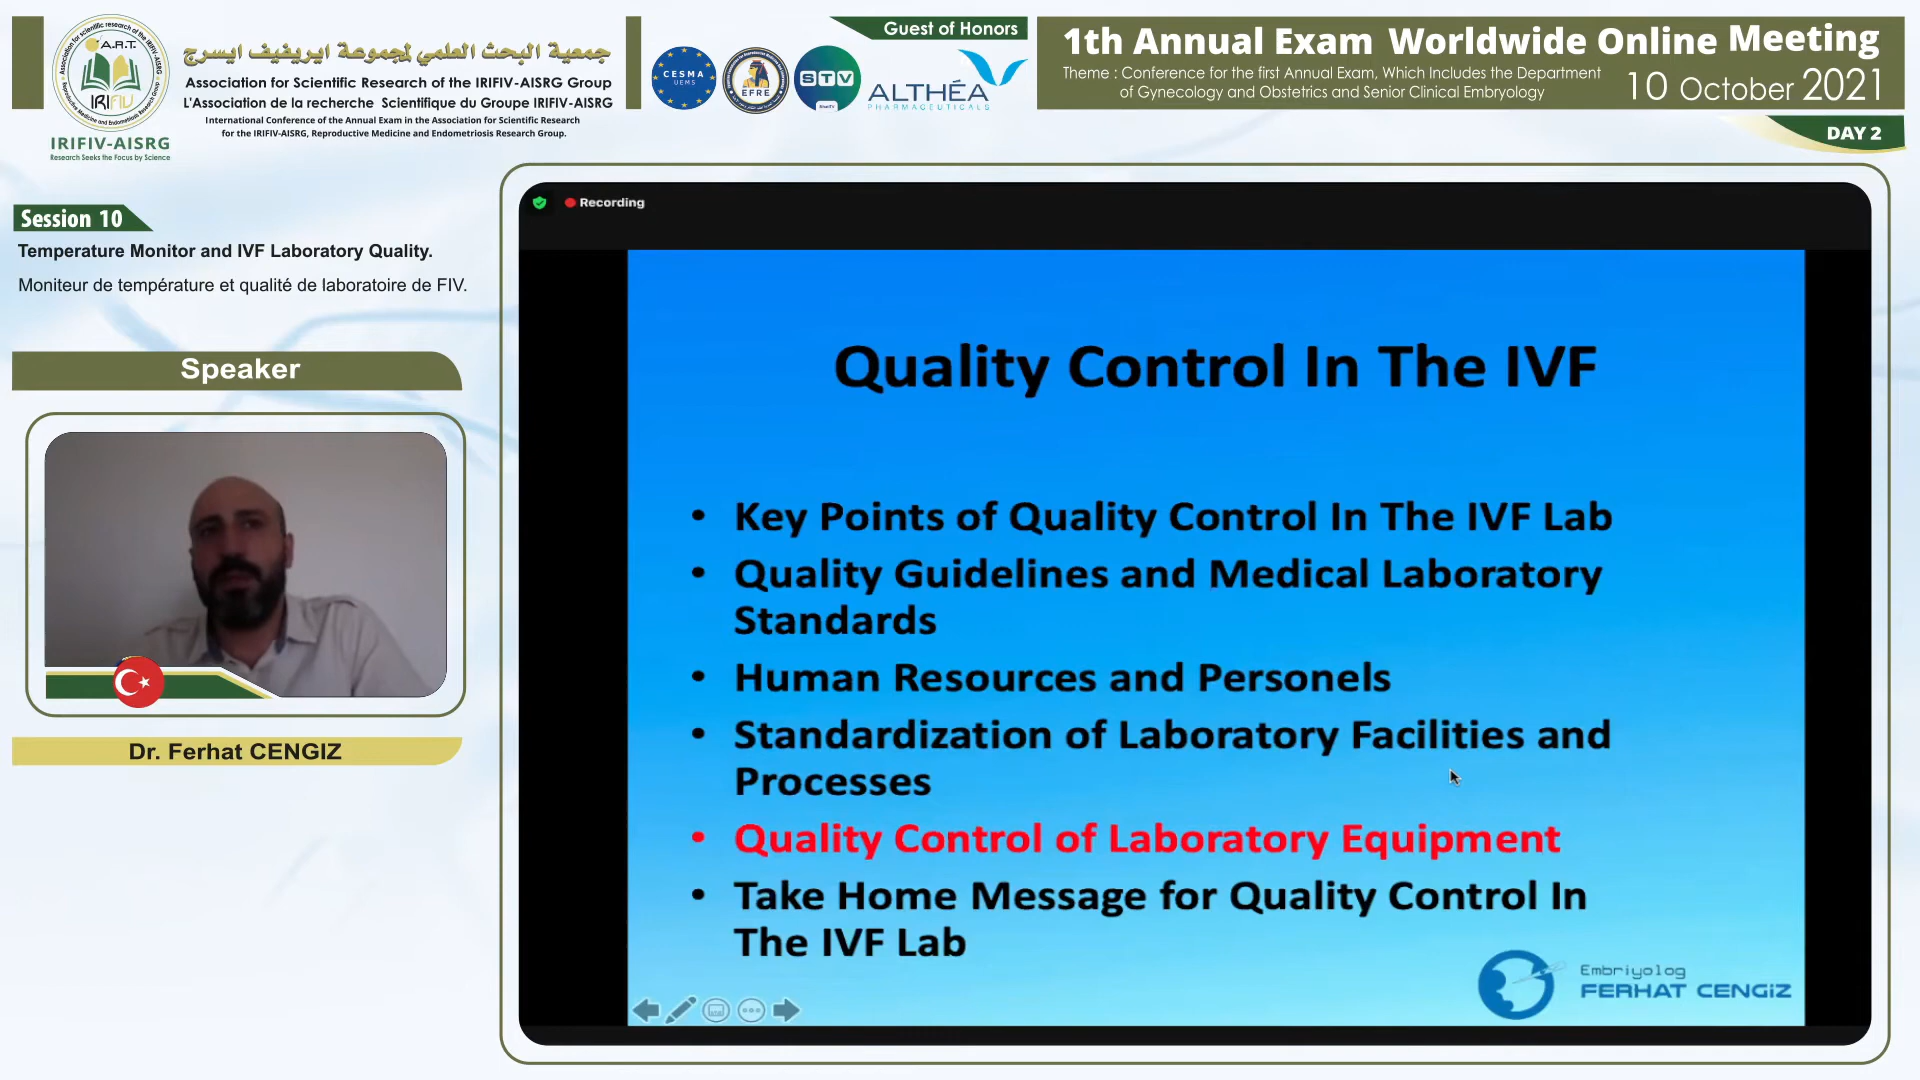 A.R.T.
IRIFIV
IRIFIV-AISRG
Research Seeks the Focus by Science
جمعية البحث العلمي لمجموعة ايريفيف ايسرج
Association for Scientific Research of the IRIFIV-AISRG Group
L'Association de la recherche Scientifique du Groupe IRIFIV-AISRG
International Conference of the Annual Exam in the Association for Scientific Research
for the IRIFIV-AISRG, Reproductive Medicine and Endometriosis Research Group.
Guest of Honors
CESMA
UEMS
EFRE
STV
ALTHÉA
PHARMACEUTICALS
1th Annual Exam Worldwide Online Meeting
Theme : Conference for the first Annual Exam, Which Includes the Department
of Gynecology and Obstetrics and Senior Clinical Embryology
10 October 2021
DAY 2
Session 10
Temperature Monitor and IVF Laboratory Quality.
Moniteur de température et qualité de laboratoire de FIV.
Speaker
Dr. Ferhat CENGIZ
Recording
Quality Control In The IVF
• Key Points of Quality Control In The IVF Lab
• Quality Guidelines and Medical Laboratory
Standards
• Human Resources and Personels
• Standardization of Laboratory Facilities and
Processes
• Quality Control of Laboratory Equipment
• Take Home Message for Quality Control In
The IVF Lab
Embriyolog
FERHAT CENGiZ